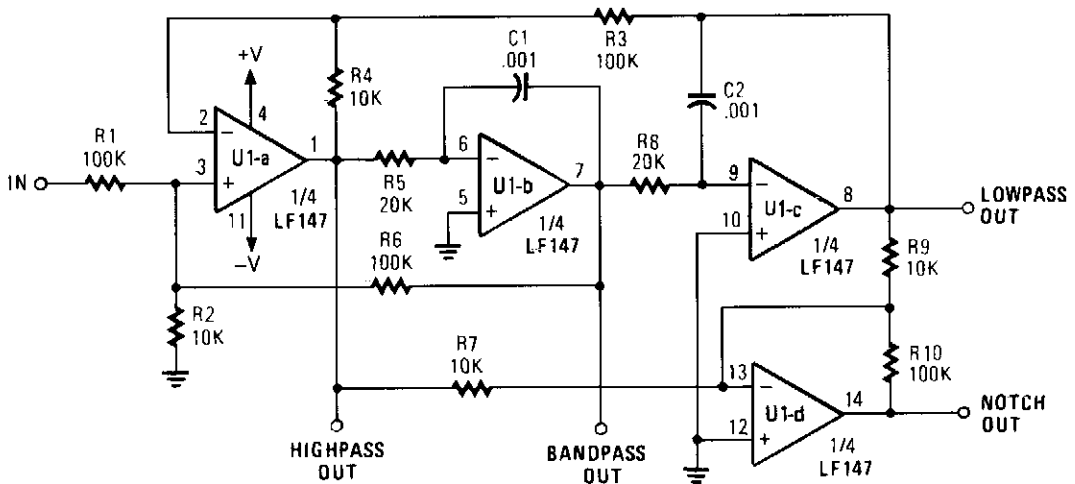 R3
100K
C1
.001
+V
R4
10K
C2
.001
2
4
R1
100K
1
6
R8
20K
U1-a
7
9
3
R5
20K
IN
U1-b
8
LOWPASS
OUT
11
1/4
LF147
5
10
U1-c
1/4
LF147
R9
10K
-V
R6
100K
1/4
LF147
R2
10K
R7
10K
R10
100K
13
14
U1-d
NOTCH
OUT
12
HIGHPASS
OUT
BANDPASS
OUT
1/4
LF147